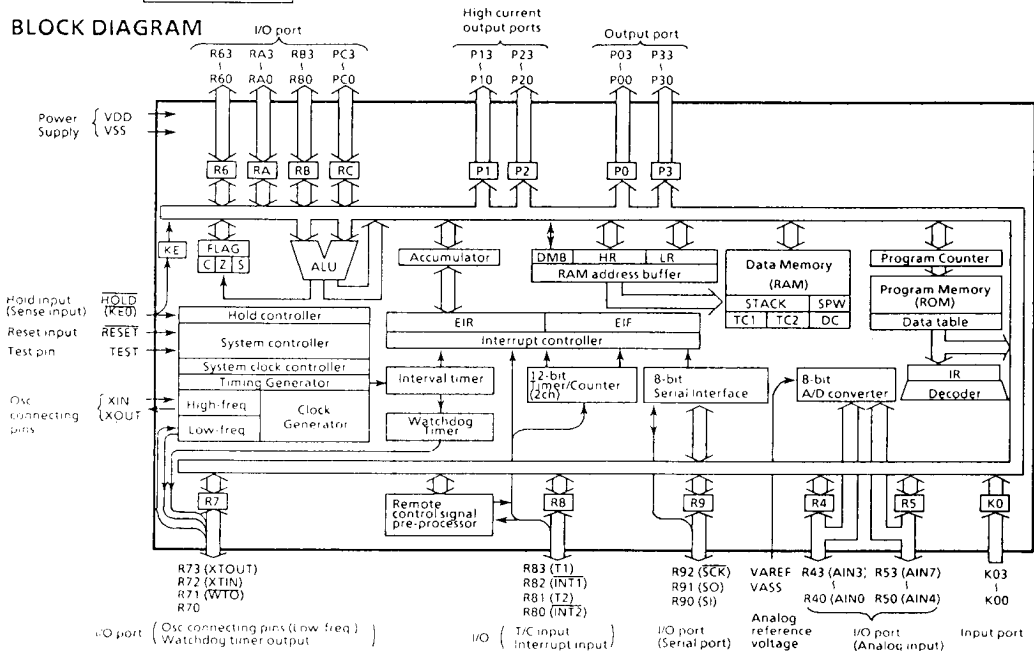 BLOCK DIAGRAM
I/O port
High current
output ports
Output port
R63 RA3 RB3 PC3 P13 P23 P03 P33
R60 RA0 R80 PC0 P10 P20 P00 P30
Power
Supply
VDD
VSS
R6 RA RB RC P1 P2 P0 P3
KE
FLAG
C Z S
ALU
Accumulator
DMB HR LR
RAM address buffer
Data Memory
(RAM)
STACK SPW
TC1 TC2 DC
Program Counter
Program Memory
(ROM)
Data table
Hold input
(Sense input)
HOLD
(KE0)
Reset input RESET
Test pin TEST
Osc
connecting
pins
XIN
XOUT
Hold controller
System controller
System clock controller
Timing Generator
High-freq
Low-freq
Clock
Generator
EIR EIF
Interrupt controller
Interval timer
Watchdog
Timer
12-bit
Timer/Counter
(2ch)
8-bit
Serial Interface
8-bit
A/D converter
IR
Decoder
R7
Remote
control signal
pre-processor
R8 R9 R4 R5 K0
R73 (XTOUT)
R72 (XTIN)
R71 (WTO)
R70
I/O port
Osc connecting pins (Low freq.)
Watchdog timer output
R83 (T1)
R82 (INT1)
R81 (T2)
R80 (INT2)
I/O
T/C input
Interrupt input
R92 (SCK)
R91 (SO)
R90 (SI)
I/O port
(Serial port)
VAREF
VASS
Analog
reference
voltage
R43 (AIN3) R53 (AIN7)
R40 (AIN0 R50 (AIN4)
I/O port
(Analog input)
K03
K00
Input port